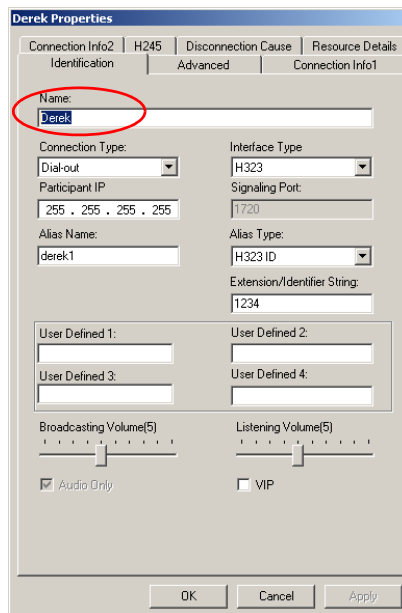 Derek Properties
Connection Info2 H245 Disconnection Cause Resource Details
Identification Advanced Connection Info1
Name:
Derek
Connection Type: Interface Type
Dial-out H323
Participant IP Signaling Port:
255 . 255 . 255 . 255 1720
Alias Name: Alias Type:
derek1 H323 ID
Extension/Identifier String:
1234
User Defined 1: User Defined 2:
User Defined 3: User Defined 4:
Broadcasting Volume(5) Listening Volume(5)
Audio Only VIP
OK Cancel Apply